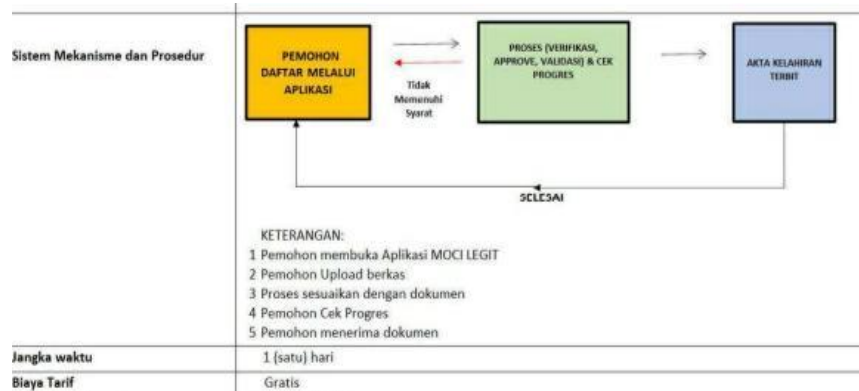 Sistem Mekanisme dan Prosedur
PEMOHON
DAFTAR MELALUI
APLIKASI
Tidak
Memenuhi
Syarat
PROSES (VERIFIKASI,
APPROVE, VALIDASI) & CEK
PROGRES
AKTA KELAHIRAN
TERBIT
SELESAI
KETERANGAN:
1 Pemohon membuka Aplikasi MOCI LEGIT
2 Pemohon Upload berkas
3 Proses sesuaikan dengan dokumen
4 Pemohon Cek Progres
5 Pemohon menerima dokumen
Jangka waktu
1 (satu) hari
Biaya Tarif
Gratis